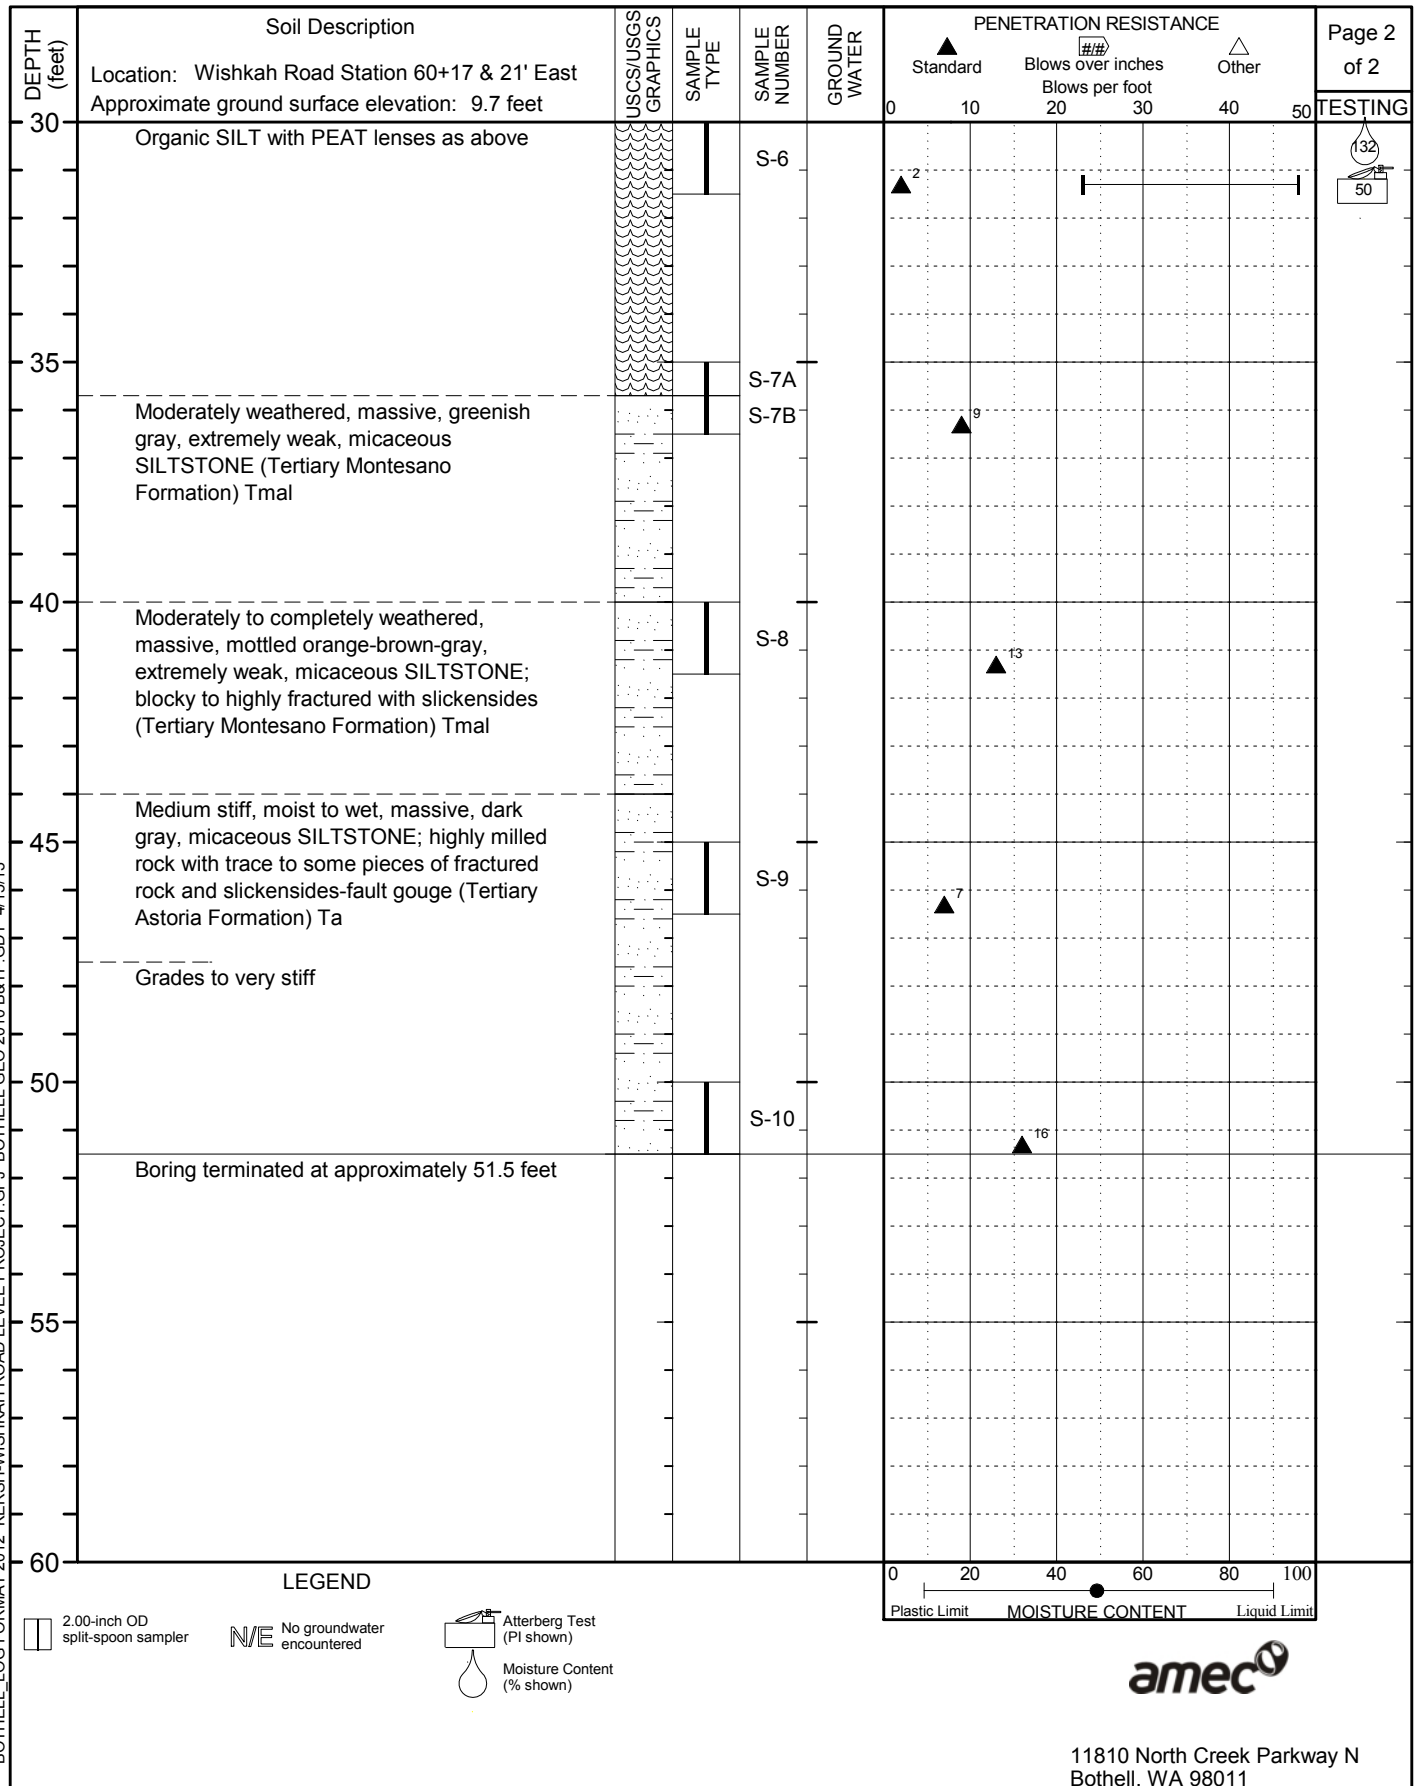 DEPTH
(feet)
Soil Description
Location: Wishkah Road Station 60+17 & 21' East
Approximate ground surface elevation: 9.7 feet
USCS/USGS
GRAPHICS
SAMPLE
TYPE
SAMPLE
NUMBER
GROUND
WATER
PENETRATION RESISTANCE
Standard
#/#
Blows over inches
Blows per foot
Other
0 10 20 30 40 50
Page 2
of 2
TESTING
30
Organic SILT with PEAT lenses as above
S-6
2
132
50
35
S-7A
Moderately weathered, massive, greenish
gray, extremely weak, micaceous
SILTSTONE (Tertiary Montesano
Formation) Tmal
S-7B
9
40
Moderately to completely weathered,
massive, mottled orange-brown-gray,
extremely weak, micaceous SILTSTONE;
blocky to highly fractured with slickensides
(Tertiary Montesano Formation) Tmal
S-8
13
Medium stiff, moist to wet, massive, dark
gray, micaceous SILTSTONE; highly milled
rock with trace to some pieces of fractured
rock and slickensides-fault gouge (Tertiary
Astoria Formation) Ta
45
S-9
7
Grades to very stiff
50
S-10
16
Boring terminated at approximately 51.5 feet
55
60
0 20 40 60 80 100
Plastic Limit MOISTURE CONTENT Liquid Limit
LEGEND
2.00-inch OD
split-spoon sampler
N/E No groundwater
encountered
Atterberg Test
(PI shown)
Moisture Content
(% shown)
amec
11810 North Creek Parkway N
Bothell, WA 98011